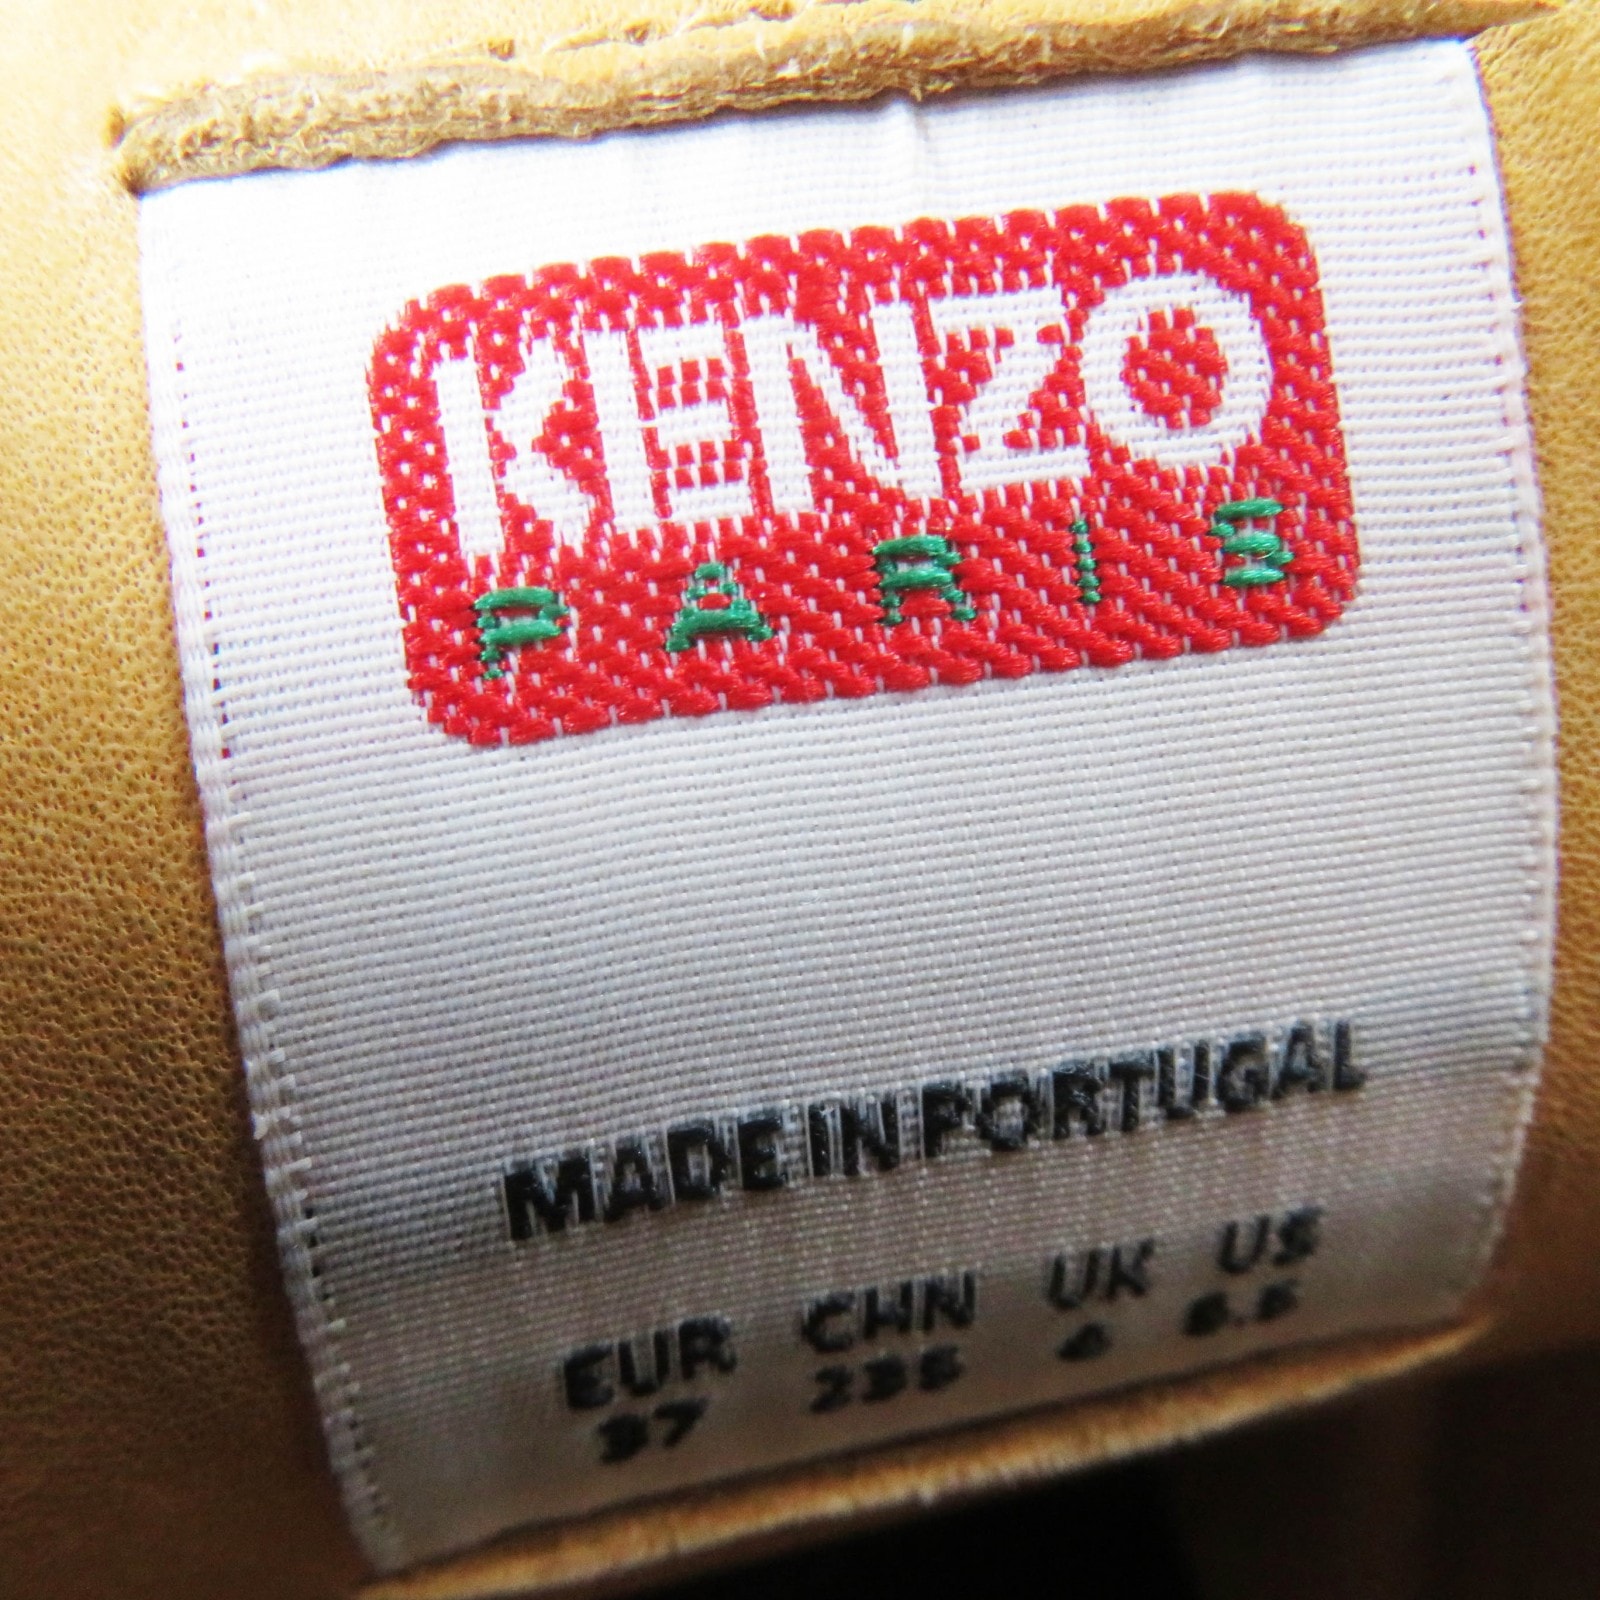 KENZO
PARIS
MADE IN PORTUGAL
EUR CHN UK US
37 235 4 6.5